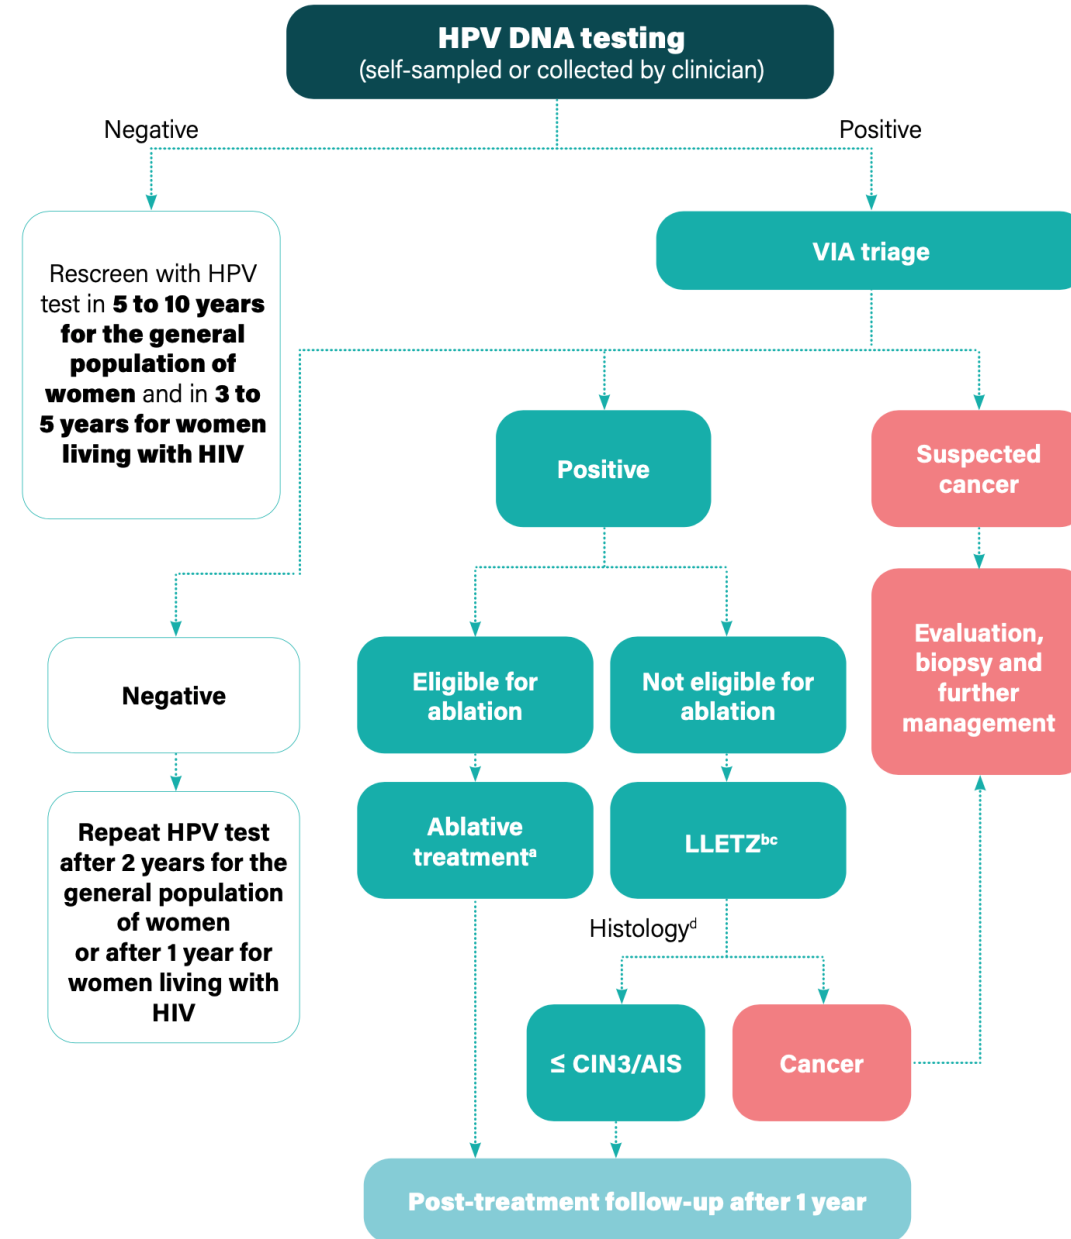 HPV DNA testing
(self-sampled or collected by clinician)
Negative
Positive
Rescreen with HPV
test in 5 to 10 years
for the general
population of
women and in 3 to
5 years for women
living with HIV
VIA triage
Positive
Suspected
cancer
Evaluation,
biopsy and
further
management
Negative
Eligible for
ablation
Not eligible for
ablation
Repeat HPV test
after 2 years for the
general population
of women
or after 1 year for
women living with
HIV
Ablative
treatmentᵃ
LLETZᵇᶜ
Histologyᵈ
≤ CIN3/AIS
Cancer
Post-treatment follow-up after 1 year